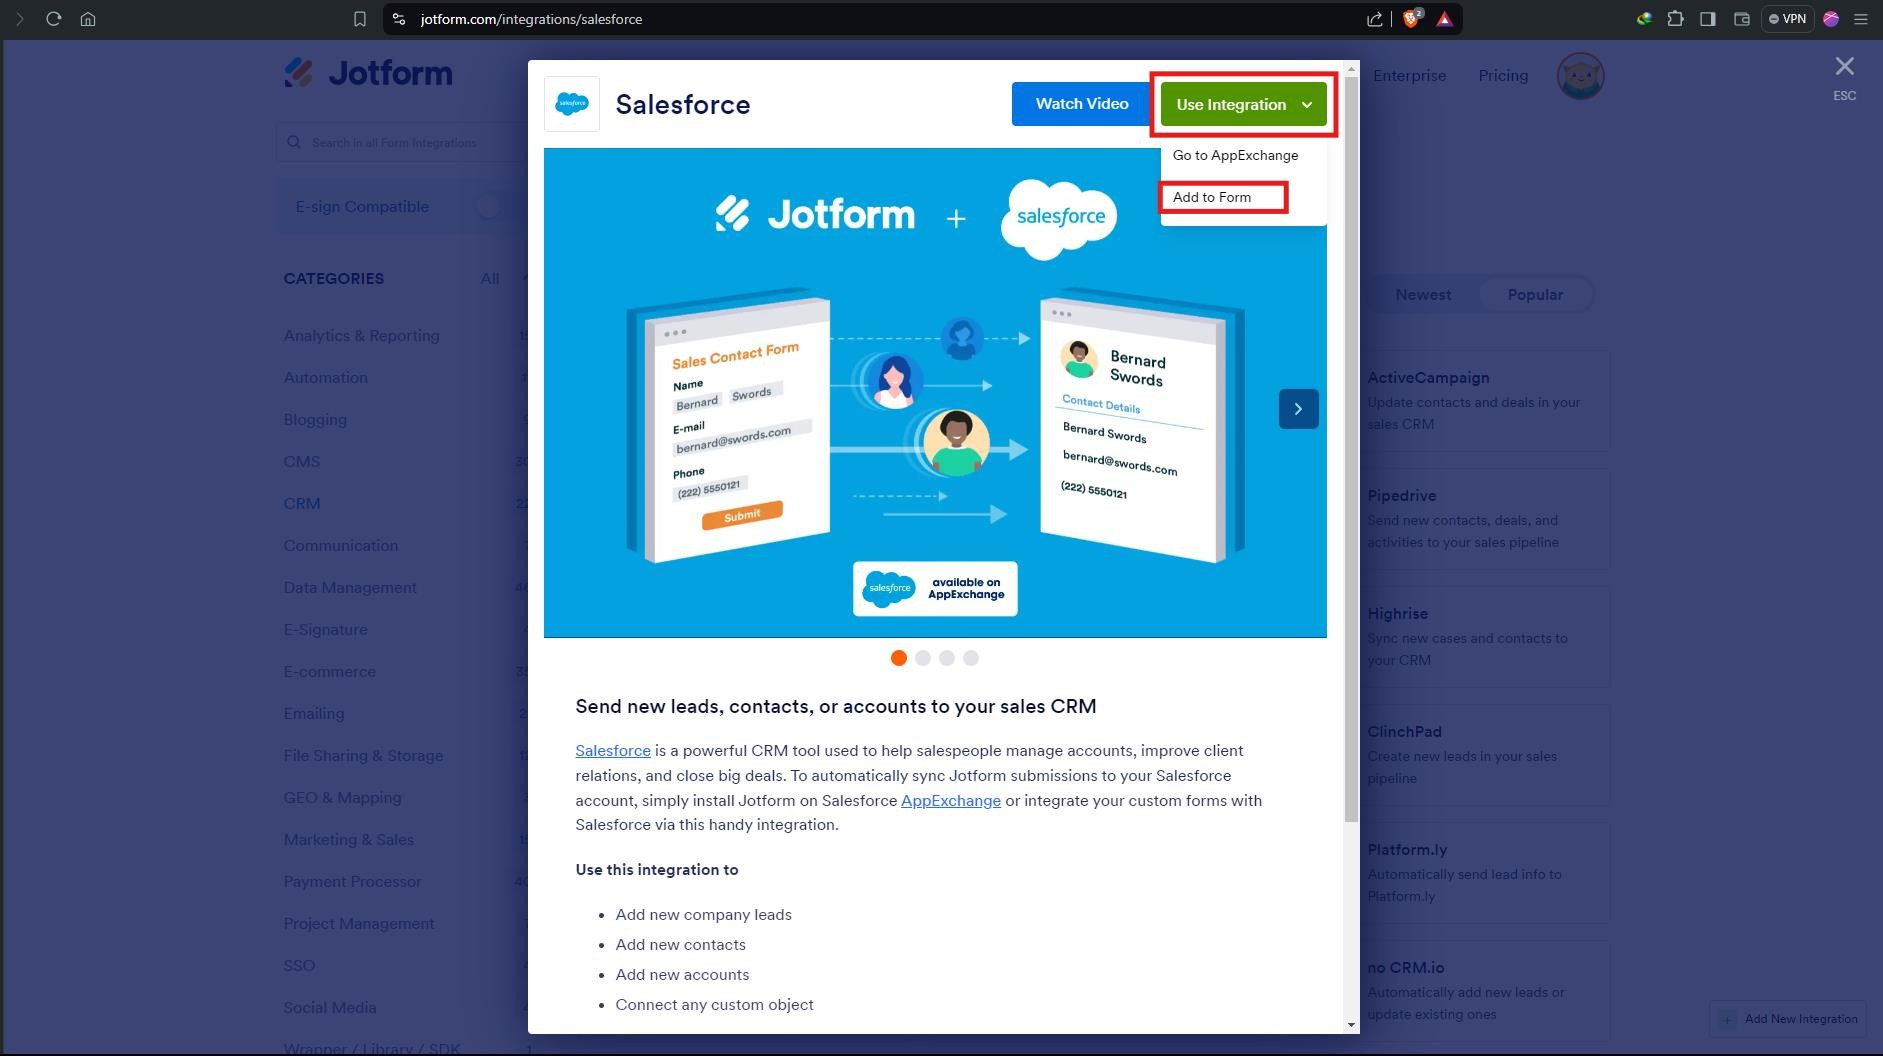 jotform.com/integrations/salesforce
2
VPN
Jotform
Enterprise
Pricing
ESC
Search in all Form Integrations
E-sign Compatible
CATEGORIES
All
Analytics & Reporting
Automation
Blogging
CMS
CRM
Communication
Data Management
E-Signature
E-commerce
Emailing
File Sharing & Storage
GEO & Mapping
Marketing & Sales
Payment Processor
Project Management
SSO
Social Media
Wrapper / Library / SDK
1
salesforce
Salesforce
Watch Video
Use Integration
Go to AppExchange
Add to Form
Jotform
+
salesforce
Sales Contact Form
Name
Bernard Swords
E-mail
bernard@swords.com
Phone
(222) 5550121
Submit
Bernard
Swords
Contact Details
Bernard Swords
bernard@swords.com
(222) 5550121
salesforce
available on
AppExchange
Send new leads, contacts, or accounts to your sales CRM
Salesforce is a powerful CRM tool used to help salespeople manage accounts, improve client
relations, and close big deals. To automatically sync Jotform submissions to your Salesforce
account, simply install Jotform on Salesforce AppExchange or integrate your custom forms with
Salesforce via this handy integration.
Use this integration to
• Add new company leads
• Add new contacts
• Add new accounts
• Connect any custom object
Newest
Popular
ActiveCampaign
Update contacts and deals in your
sales CRM
Pipedrive
Send new contacts, deals, and
activities to your sales pipeline
Highrise
Sync new cases and contacts to
your CRM
ClinchPad
Create new leads in your sales
pipeline
Platform.ly
Automatically send lead info to
Platform.ly
no CRM.io
Automatically add new leads or
update existing ones
+ Add New Integration